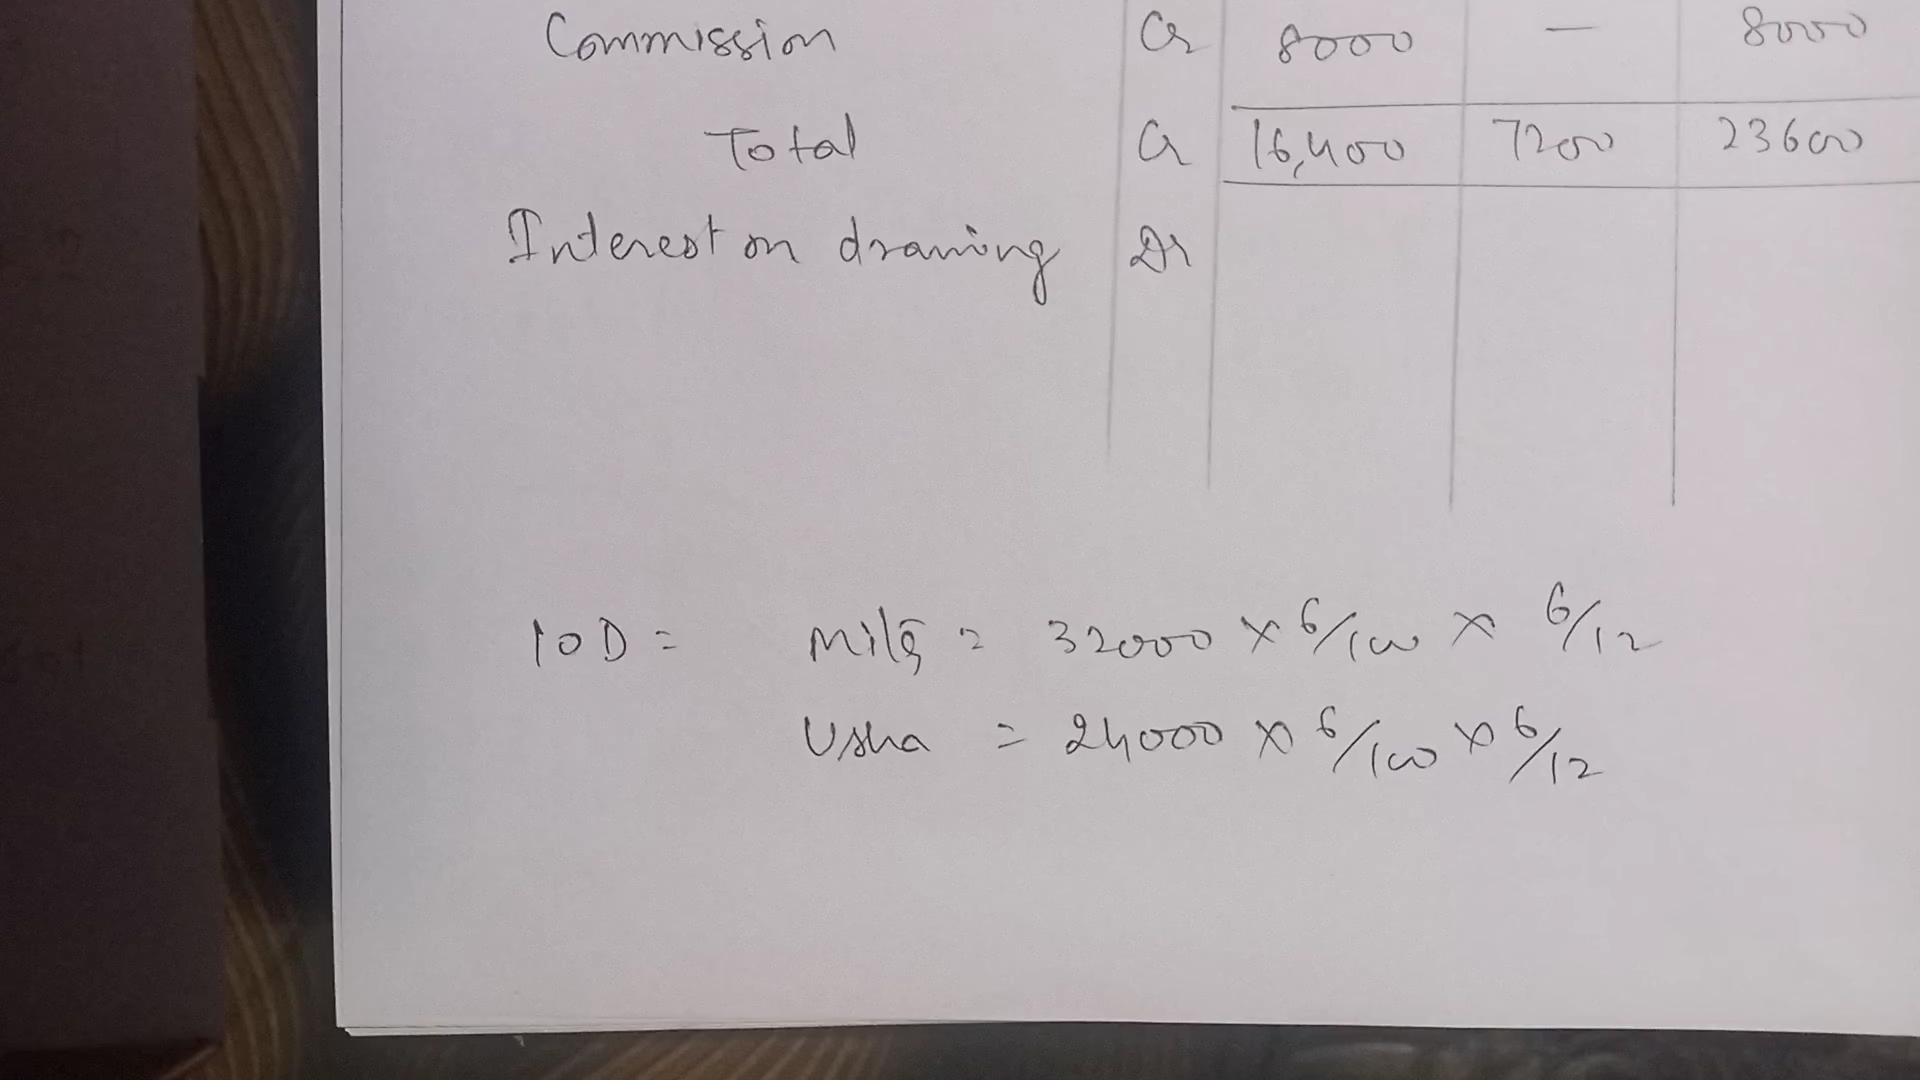 Commission Cr 8000 — 8000
Total Cr 16,400 7200 23600
Interest on drawing Dr
IOD = Mils = 32000 × 6/100 × 6/12
Usha = 24000 × 6/100 × 6/12